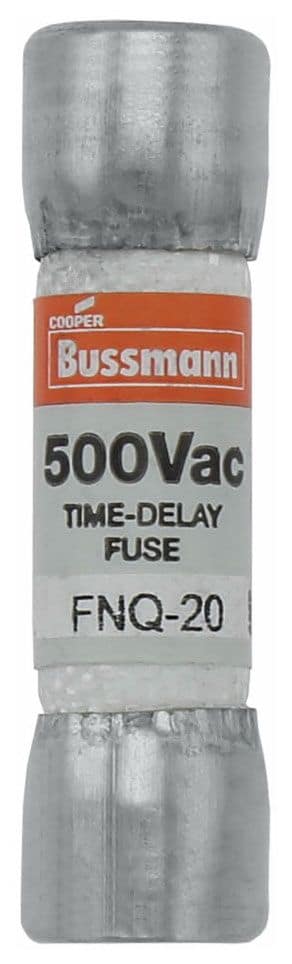 COOPER
Bussmann
500Vac
TIME-DELAY
FUSE
FNQ-20